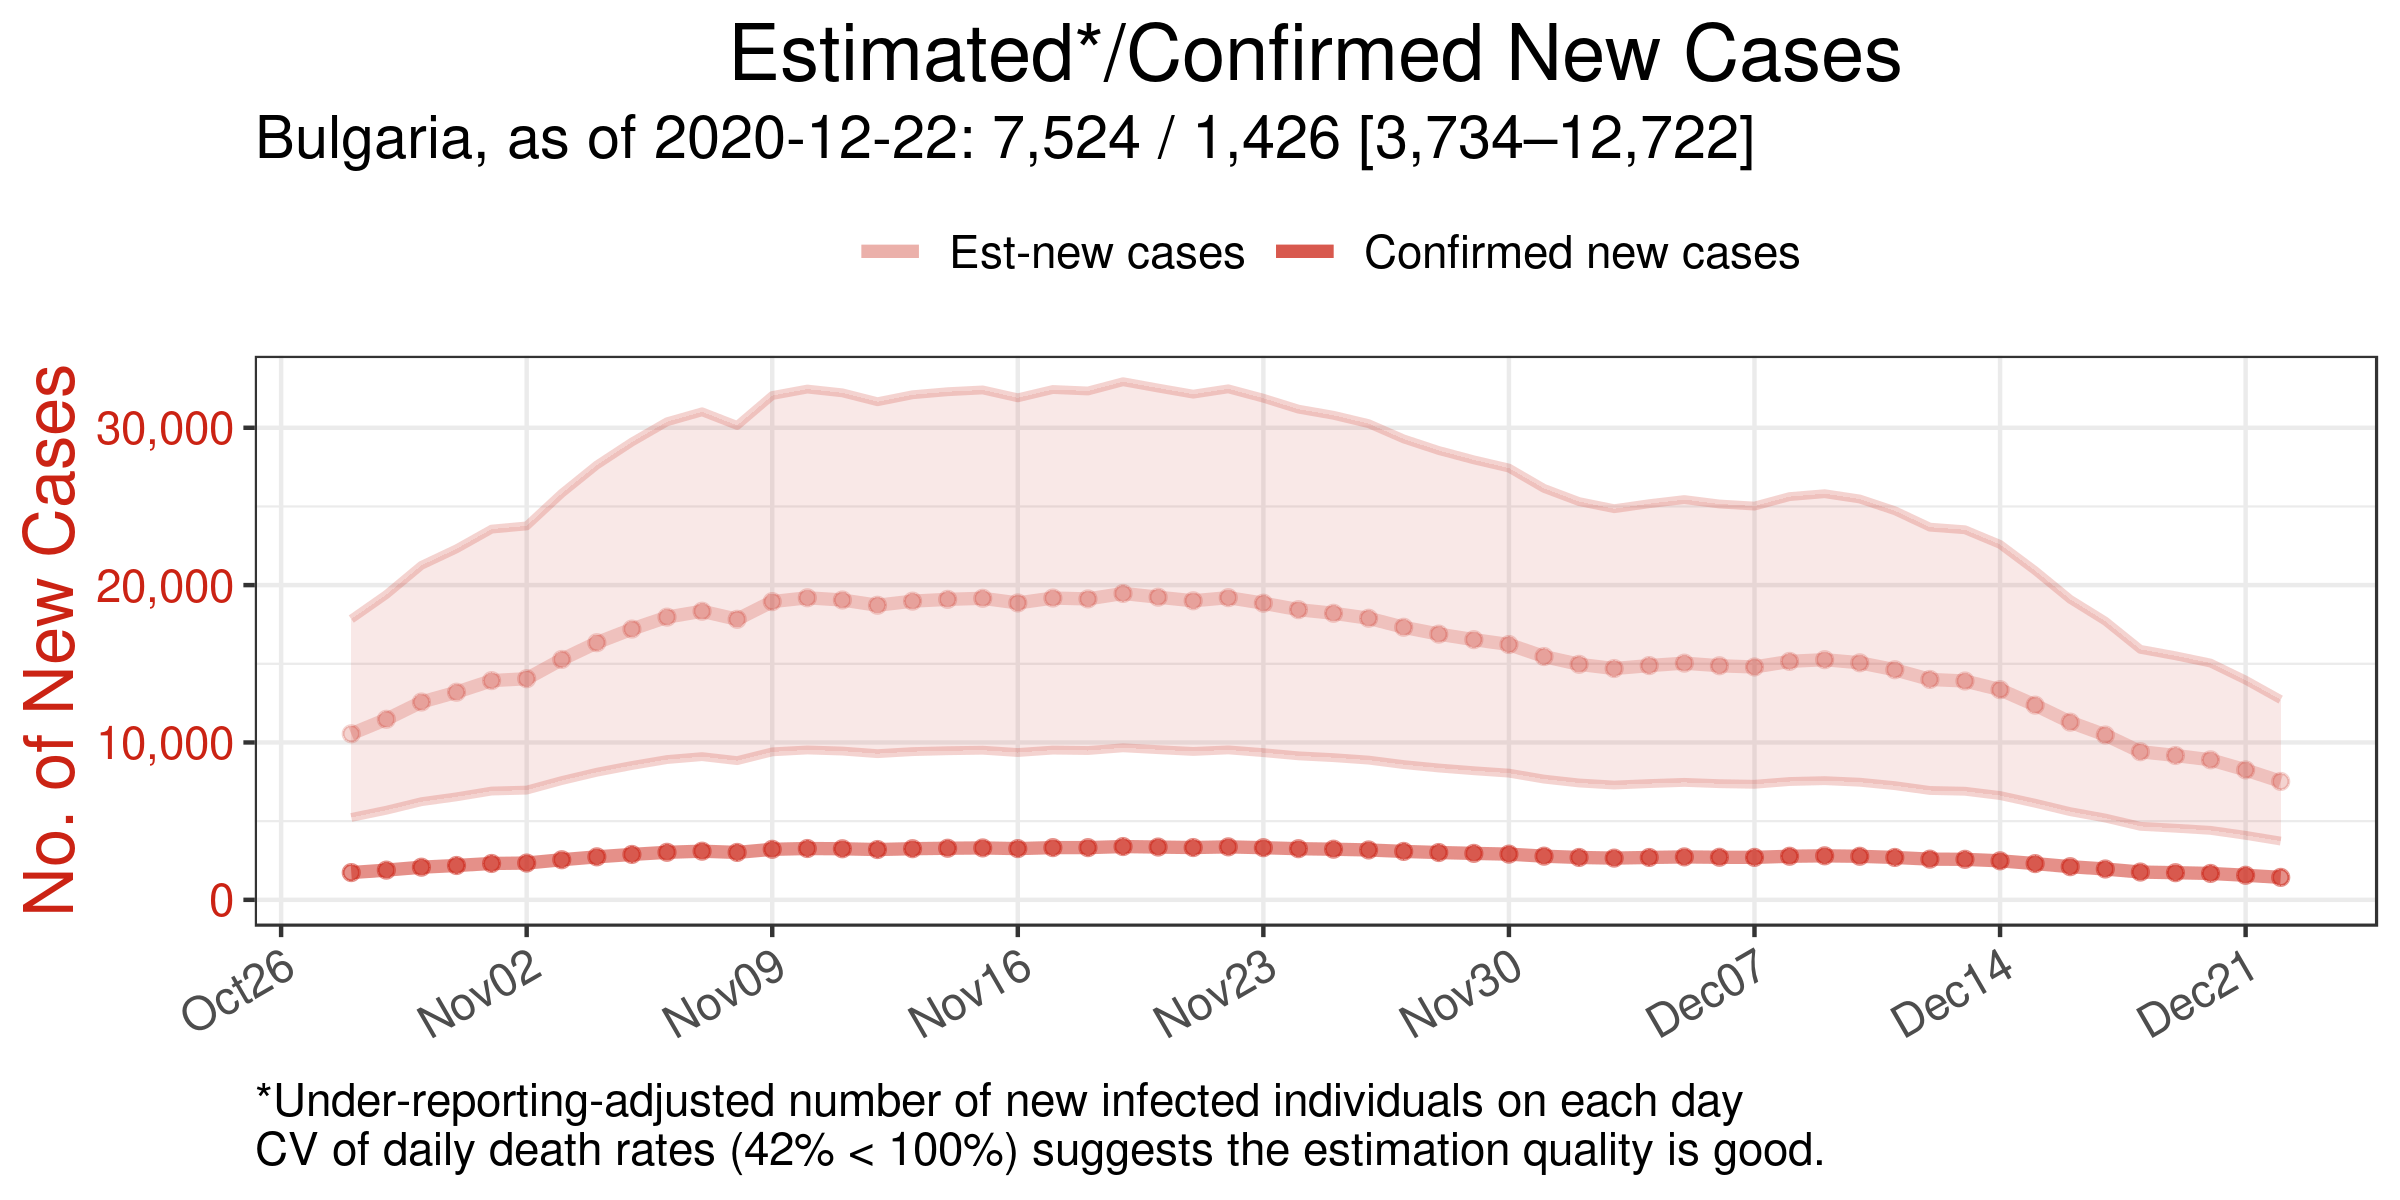 Estimated*/Confirmed New Cases
Bulgaria, as of 2020-12-22: 7,524 / 1,426 [3,734–12,722]
Est-new cases
Confirmed new cases
No. of New Cases
30,000
20,000
10,000
0
Oct26
Nov02
Nov09
Nov16
Nov23
Nov30
Dec07
Dec14
Dec21
*Under-reporting-adjusted number of new infected individuals on each day
CV of daily death rates (42% < 100%) suggests the estimation quality is good.